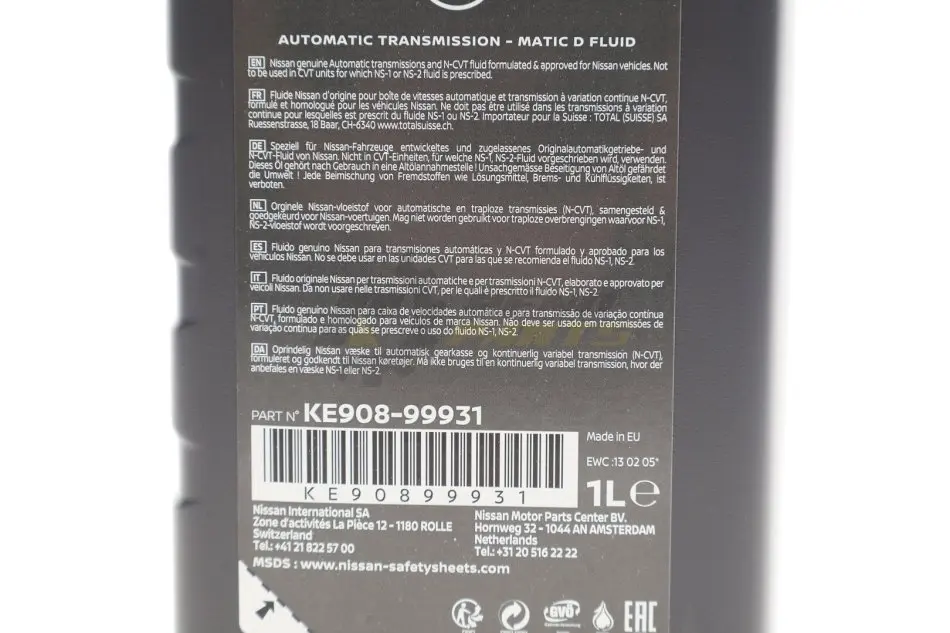 AUTOMATIC TRANSMISSION - MATIC D FLUID
EN Nissan genuine Automatic transmissions and N-CVT fluid formulated & approved for Nissan vehicles. Not
to be used in CVT units for which NS-1 or NS-2 fluid is prescribed.
FR Fluide Nissan d'origine pour boîte de vitesses automatique et transmission à variation continue N-CVT,
formulé et homologué pour les véhicules Nissan. Ne doit pas être utilisé dans les transmissions à variation
continue pour lesquelles est prescrit du fluide NS-1 ou NS-2. Importateur pour la Suisse : TOTAL (SUISSE) SA
Ruessenstrasse, 18 Baar, CH-6340 www.totalsuisse.ch.
DE Speziell für Nissan-Fahrzeuge entwickeltes und zugelassenes Originalautomatikgetriebe- und
N-CVT-Fluid von Nissan. Nicht in CVT-Einheiten, für welche NS-1, NS-2-Fluid vorgeschrieben wird, verwenden.
Dieses Öl gehört nach Gebrauch in eine Altölannahmestelle ! Unsachgemässe Beseitigung von Altöl gefährdet
die Umwelt ! Jede Beimischung von Fremdstoffen wie Lösungsmittel, Brems- und Kühlflüssigkeiten, ist
verboten.
NL Orginele Nissan-vloeistof voor automatische en traploze transmissies (N-CVT), samengesteld &
goedgekeurd voor Nissan-voertuigen. Mag niet worden gebruikt voor traploze overbrengingen waarvoor NS-1,
NS-2-vloeistof wordt voorgeschreven.
ES Fluido genuino Nissan para transmisiones automáticas y N-CVT formulado y aprobado para los
vehículos Nissan. No se debe usar en las unidades CVT para las que se recomienda el fluido NS-1, NS-2.
IT Fluido originale Nissan per trasmissioni automatiche e per trasmissioni N-CVT, elaborato e approvato per
veicoli Nissan. Da non usare nelle trasmissioni CVT, per le quali è prescritto il fluido NS-1, NS-2.
PT Fluido genuino Nissan para caixa de velocidades automática e para transmissão de variação contínua
N-CVT, formulado e homologado para veículos de marca Nissan. Não deve ser usado em transmissões de
variação contínua para as quais se prescreve o uso do fluido NS-1, NS-2.
DA Oprindelig Nissan væske til automatisk gearkasse og kontinuerlig variabel transmission (N-CVT),
formuleret og godkendt til Nissan køretøjer. Må ikke bruges til en kontinuerlig variabel transmission, hvor der
anbefales en væske NS-1 eller NS-2.
PART N° KE908-99931
Made in EU
EWC :13 02 05*
KE90899931
1L ℮
Nissan International SA
Zone d'activités La Pièce 12 - 1180 ROLLE
Switzerland
Tel.: +41 21 822 57 00
Nissan Motor Parts Center BV.
Hornweg 32 - 1044 AN AMSTERDAM
Netherlands
Tel.: +31 20 516 22 22
MSDS : www.nissan-safetysheets.com
GVÖ
EAC